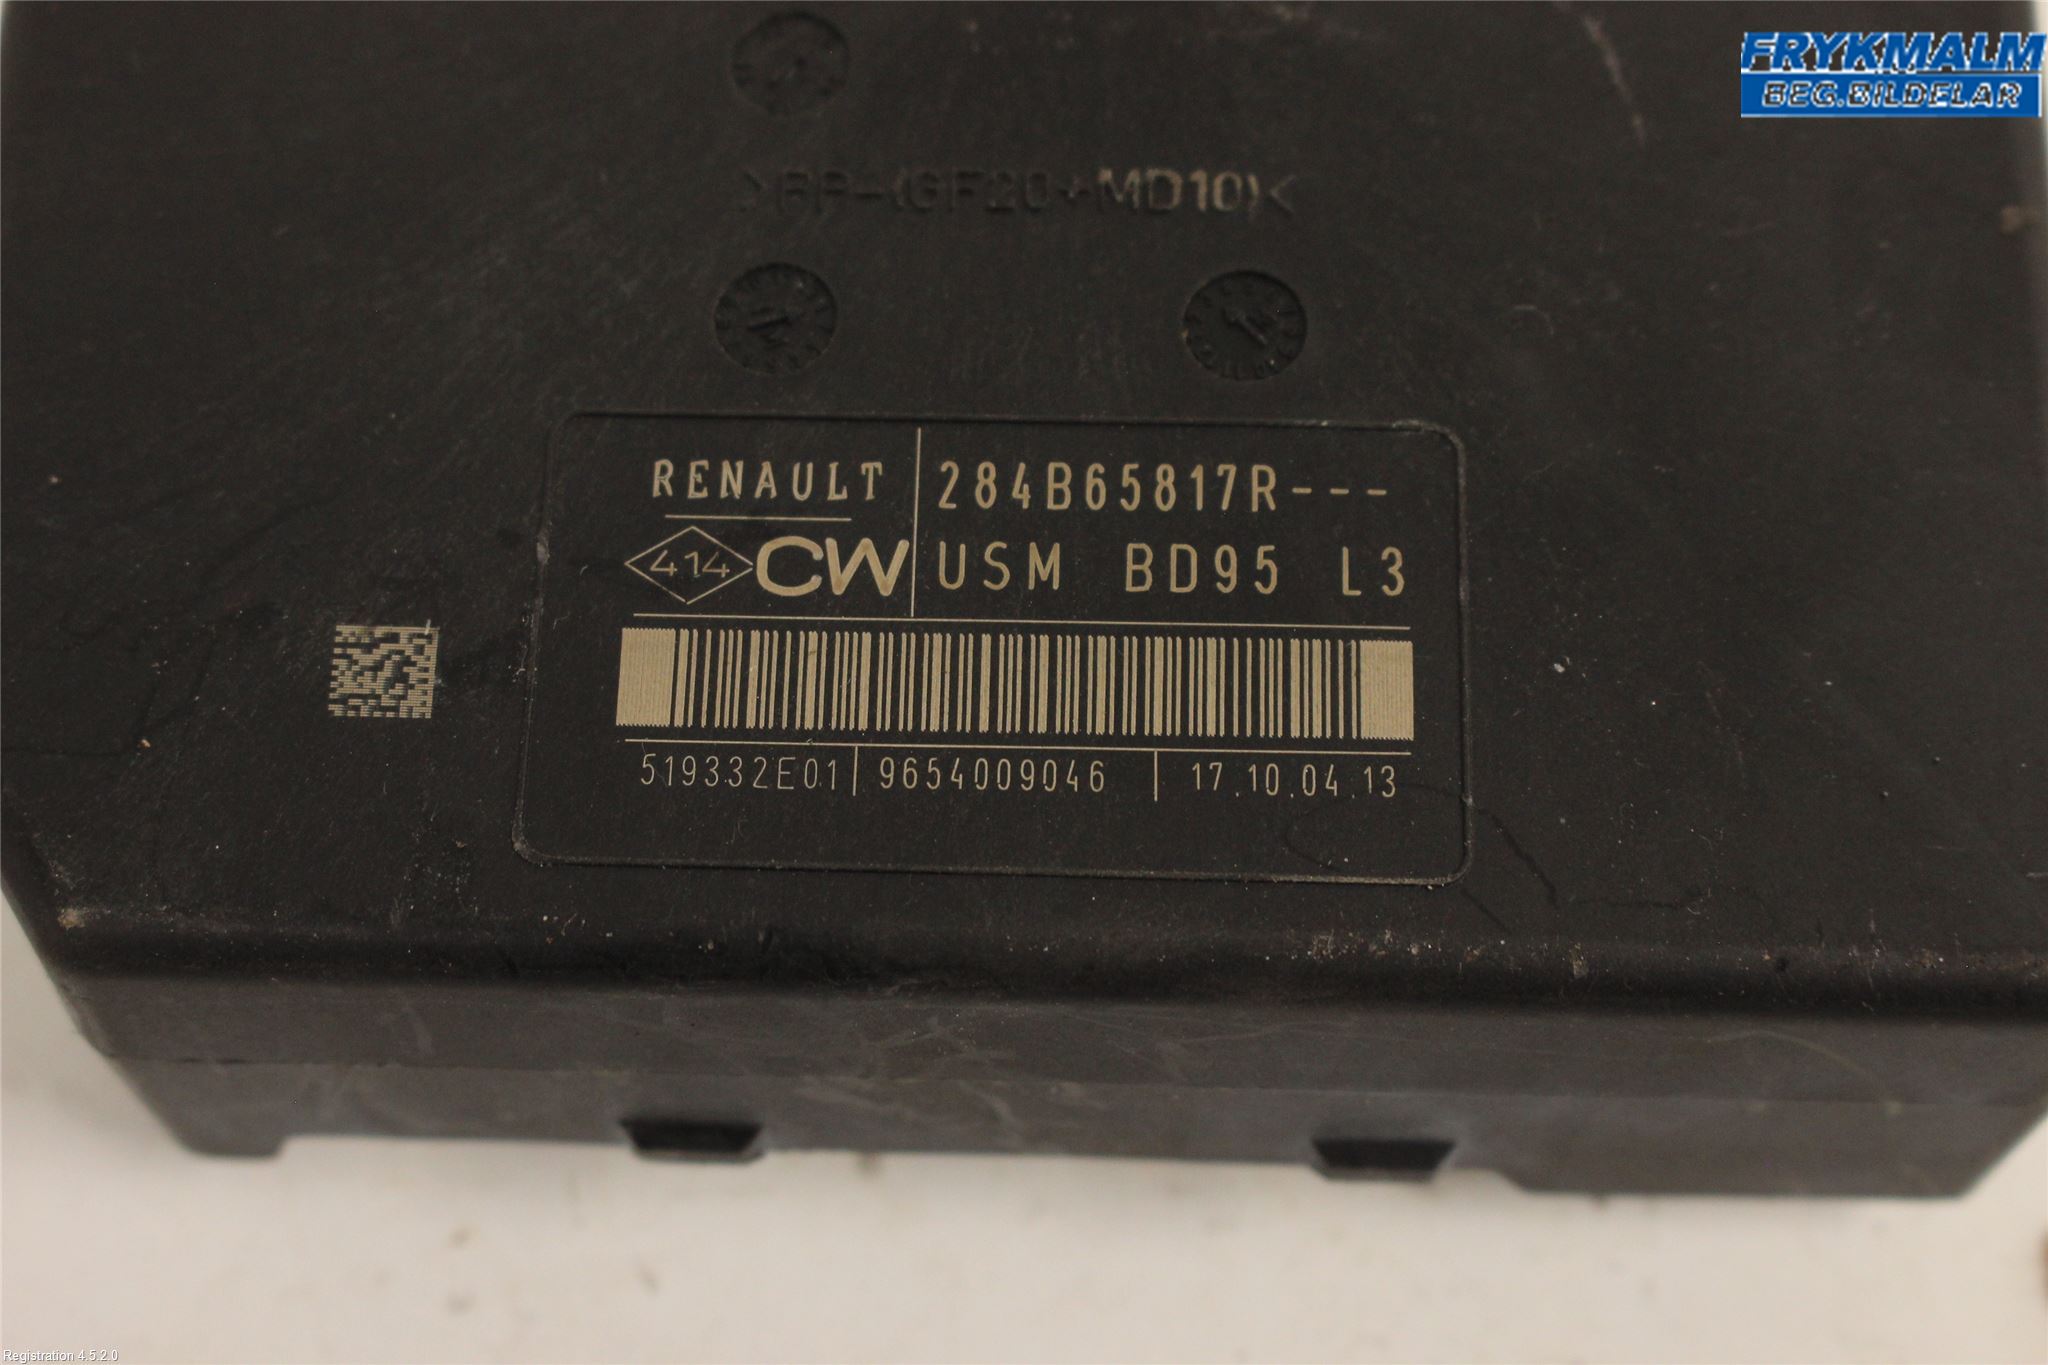 FRYKMALM
BEG.BILDELAR
>PP-(GF20+MD10)<
RENAULT
284B65817R---
414 CW
USM BD95 L3
519332E01 9654009046 17.10.04.13
Registration 4.5.2.0